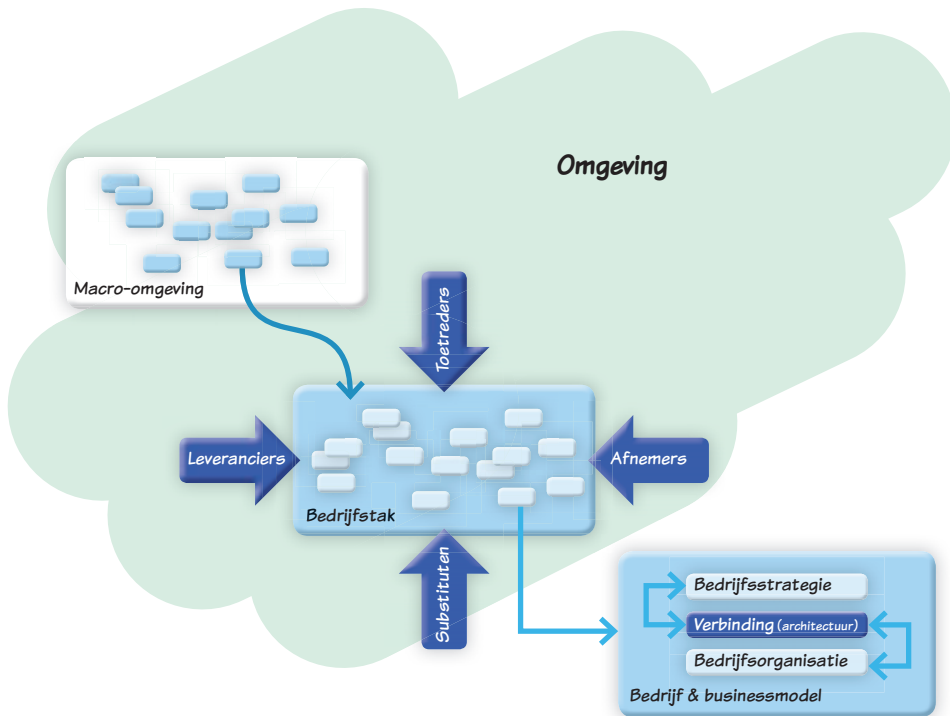 Omgeving
Macro-omgeving
Toetreders
Leveranciers
Afnemers
Bedrijfstak
Substituten
Bedrijfsstrategie
Verbinding (architectuur)
Bedrijfsorganisatie
Bedrijf & businessmodel